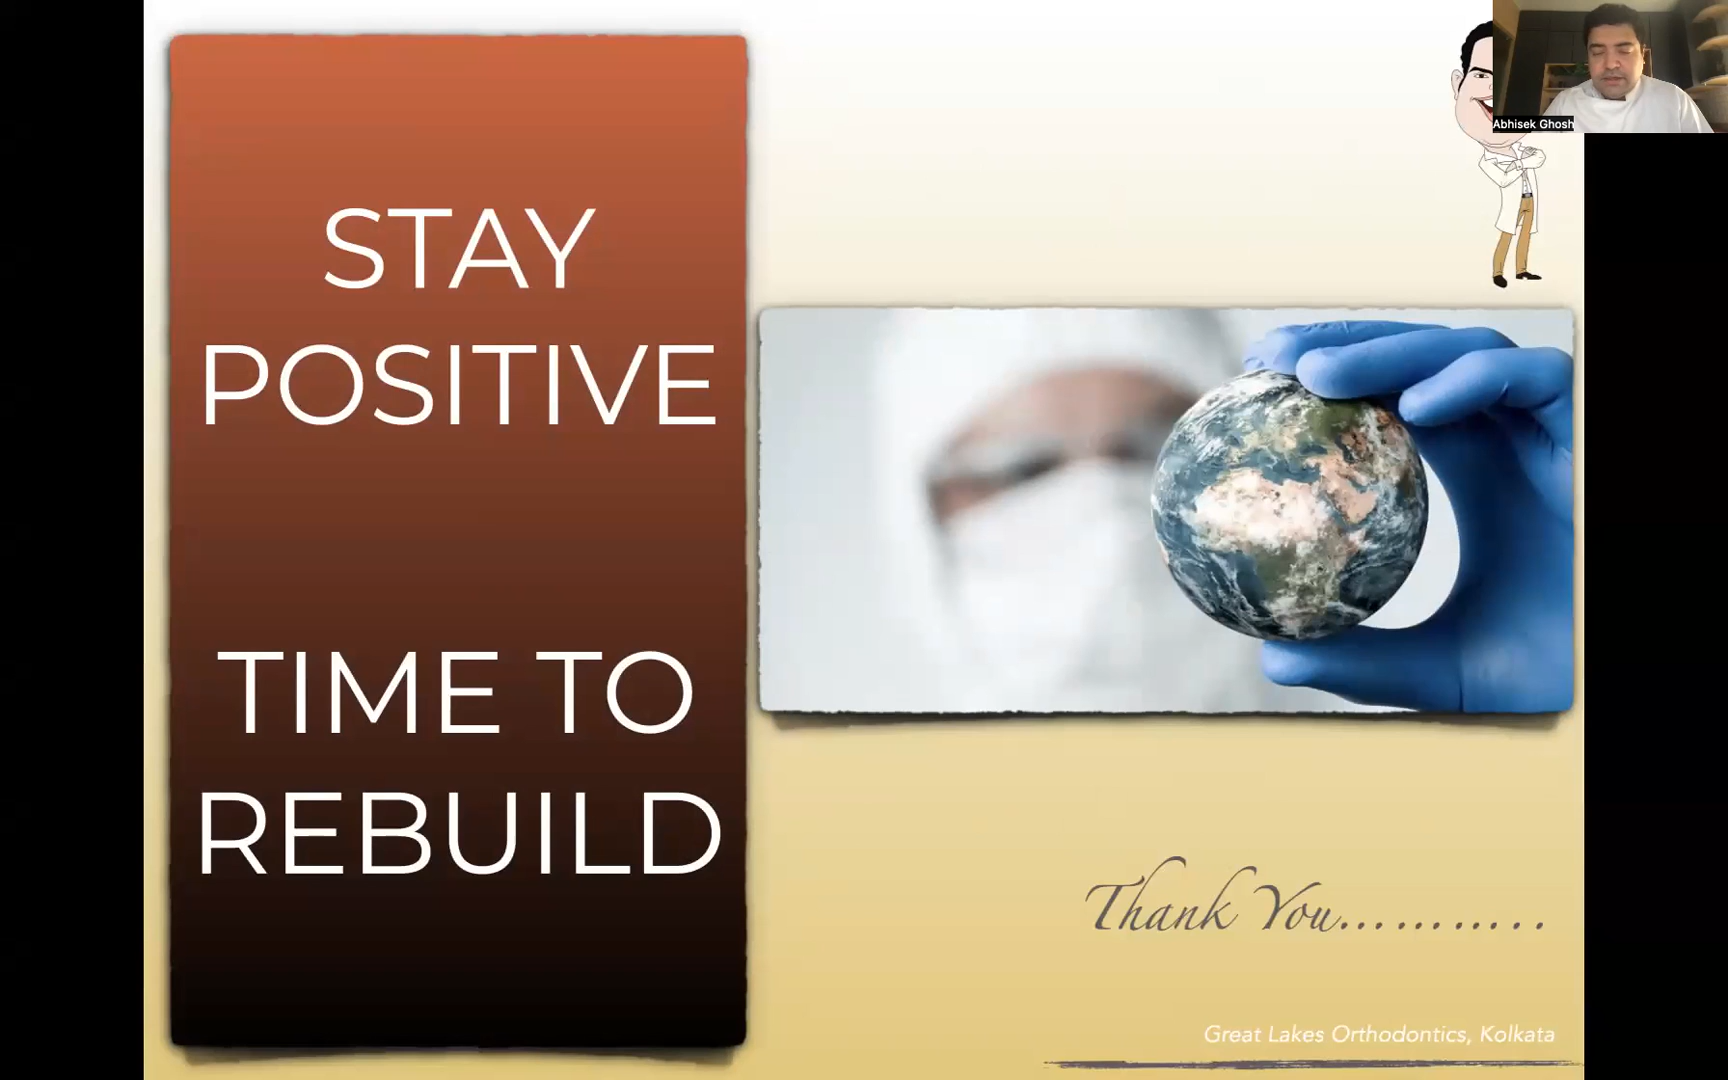 STAY
POSITIVE
TIME TO
REBUILD
Abhisek Ghosh
Thank You...........
Great Lakes Orthodontics, Kolkata